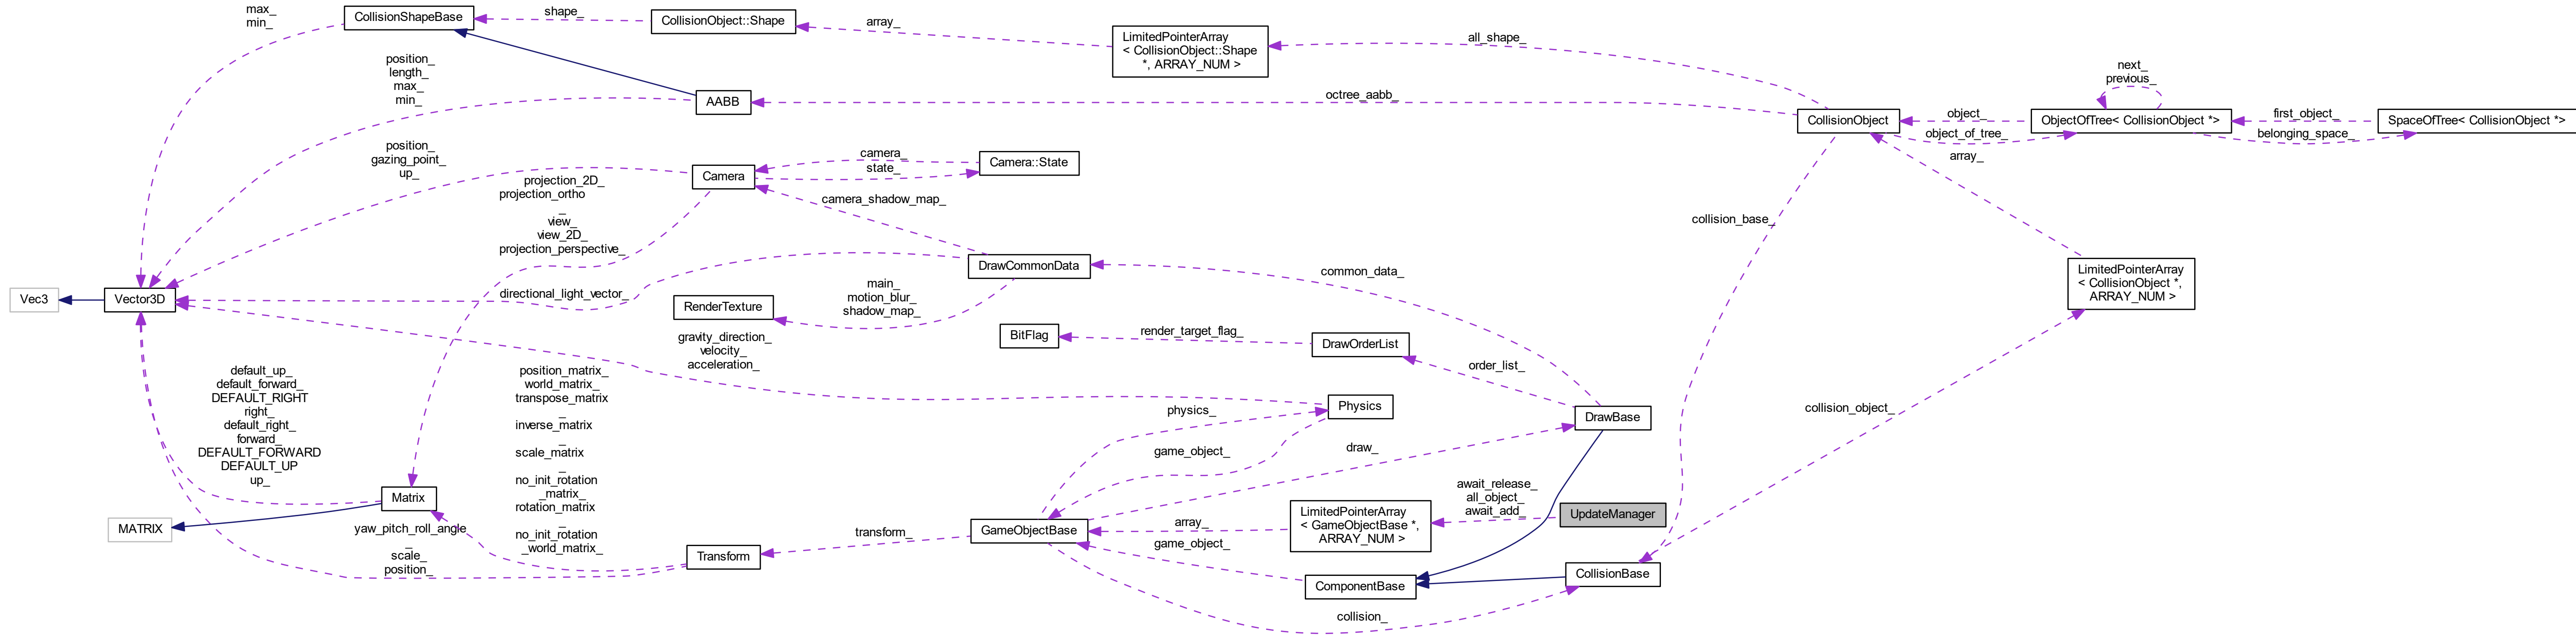 max_
min_
CollisionShapeBase
shape_
CollisionObject::Shape
array_
LimitedPointerArray
< CollisionObject::Shape
*, ARRAY_NUM >
all_shape_
position_
length_
max_
min_
AABB
octree_aabb_
CollisionObject
object_
object_of_tree_
next_
previous_
ObjectOfTree< CollisionObject *>
first_object_
belonging_space_
SpaceOfTree< CollisionObject *>
array_
position_
gazing_point_
up_
Camera
camera_
state_
Camera::State
projection_2D_
projection_ortho
_
view_
view_2D_
projection_perspective_
camera_shadow_map_
collision_base_
DrawCommonData
common_data_
LimitedPointerArray
< CollisionObject *,
ARRAY_NUM >
Vec3
Vector3D
directional_light_vector_
RenderTexture
main_
motion_blur_
shadow_map_
BitFlag
render_target_flag_
DrawOrderList
order_list_
gravity_direction_
velocity_
acceleration_
default_up_
default_forward_
DEFAULT_RIGHT
right_
default_right_
forward_
DEFAULT_FORWARD
DEFAULT_UP
up_
position_matrix_
world_matrix_
transpose_matrix
_
inverse_matrix
_
scale_matrix
_
no_init_rotation
_matrix_
rotation_matrix
_
no_init_rotation
_world_matrix_
physics_
Physics
game_object_
draw_
DrawBase
collision_object_
Matrix
MATRIX
yaw_pitch_roll_angle
_
scale_
position_
Transform
transform_
GameObjectBase
array_
game_object_
LimitedPointerArray
< GameObjectBase *,
ARRAY_NUM >
await_release_
all_object_
await_add_
UpdateManager
ComponentBase
CollisionBase
collision_